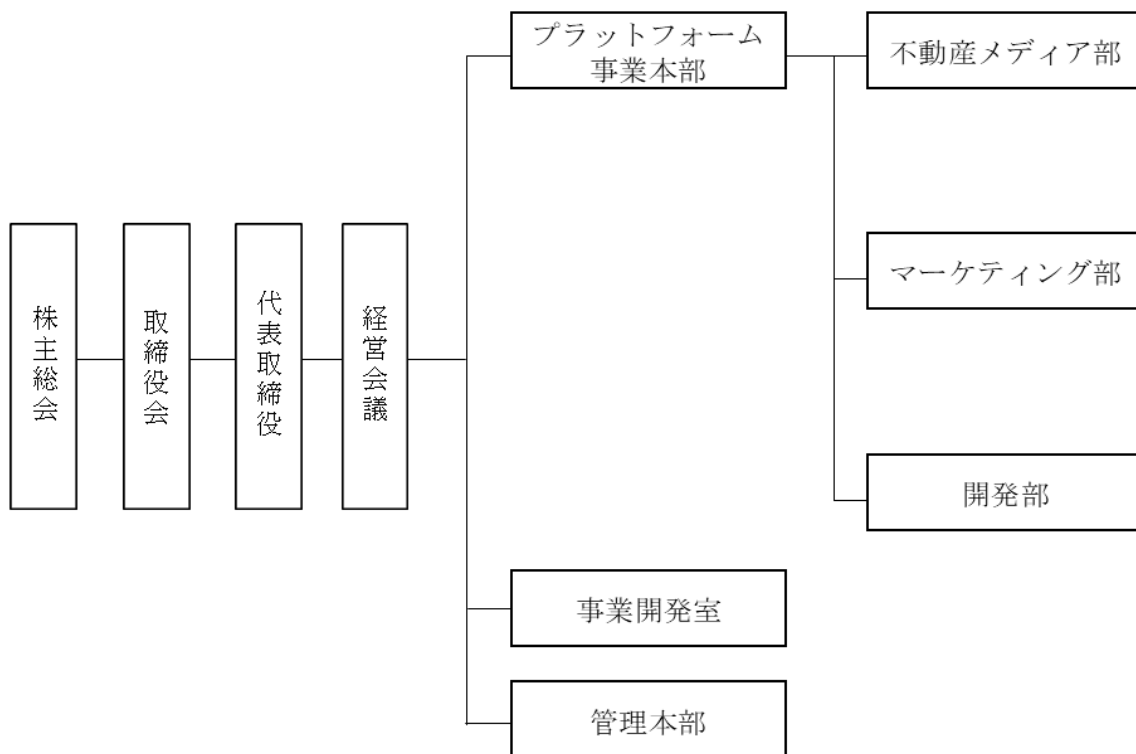 株主総会
取締役会
代表取締役
経営会議
プラットフォーム
事業本部
不動産メディア部
マーケティング部
開発部
事業開発室
管理本部